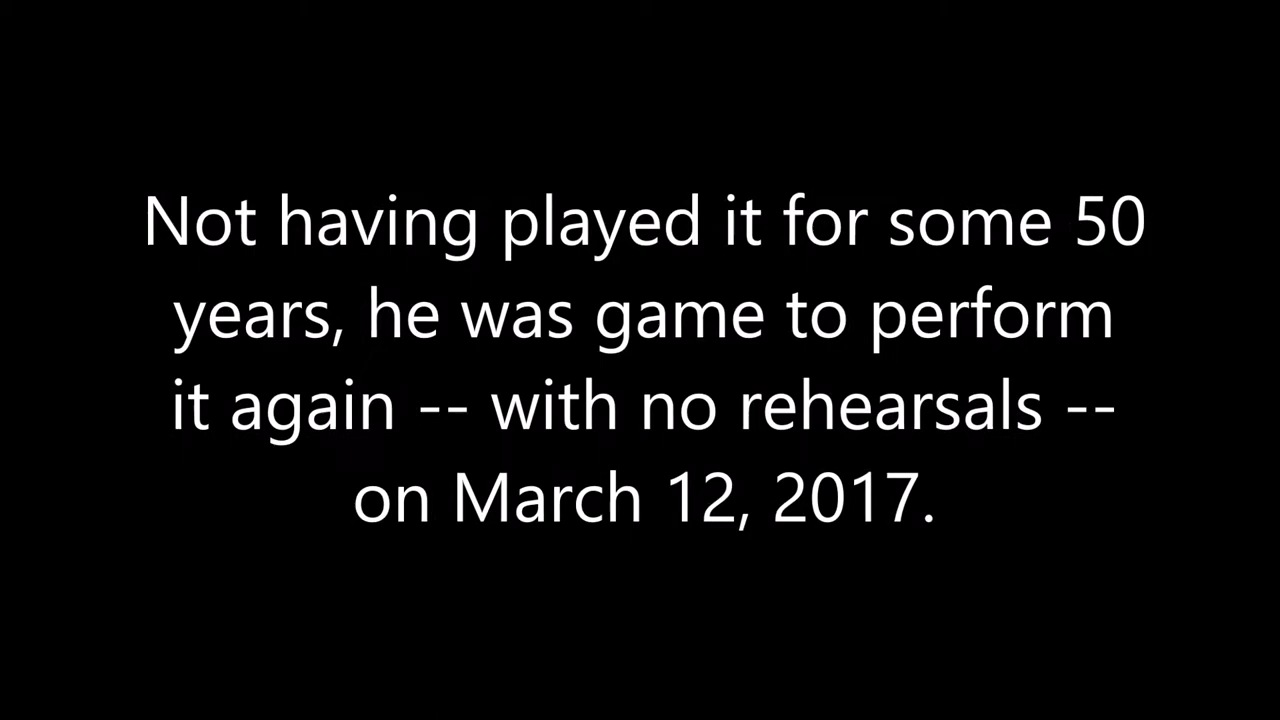 Not having played it for some 50
years, he was game to perform
it again -- with no rehearsals --
on March 12, 2017.